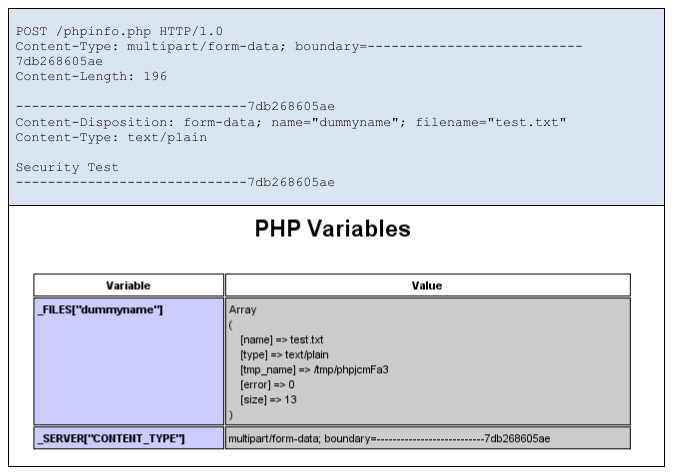 POST /phpinfo.php HTTP/1.0
Content-Type: multipart/form-data; boundary=---------------------------
7db268605ae
Content-Length: 196
-----------------------------7db268605ae
Content-Disposition: form-data; name="dummyname"; filename="test.txt"
Content-Type: text/plain
Security Test
-----------------------------7db268605ae
PHP Variables
Variable Value
_FILES["dummyname"] Array
(
[name] => test.txt
[type] => text/plain
[tmp_name] => /tmp/phpjcmFa3
[error] => 0
[size] => 13
)
_SERVER["CONTENT_TYPE"] multipart/form-data; boundary=---------------------------7db268605ae